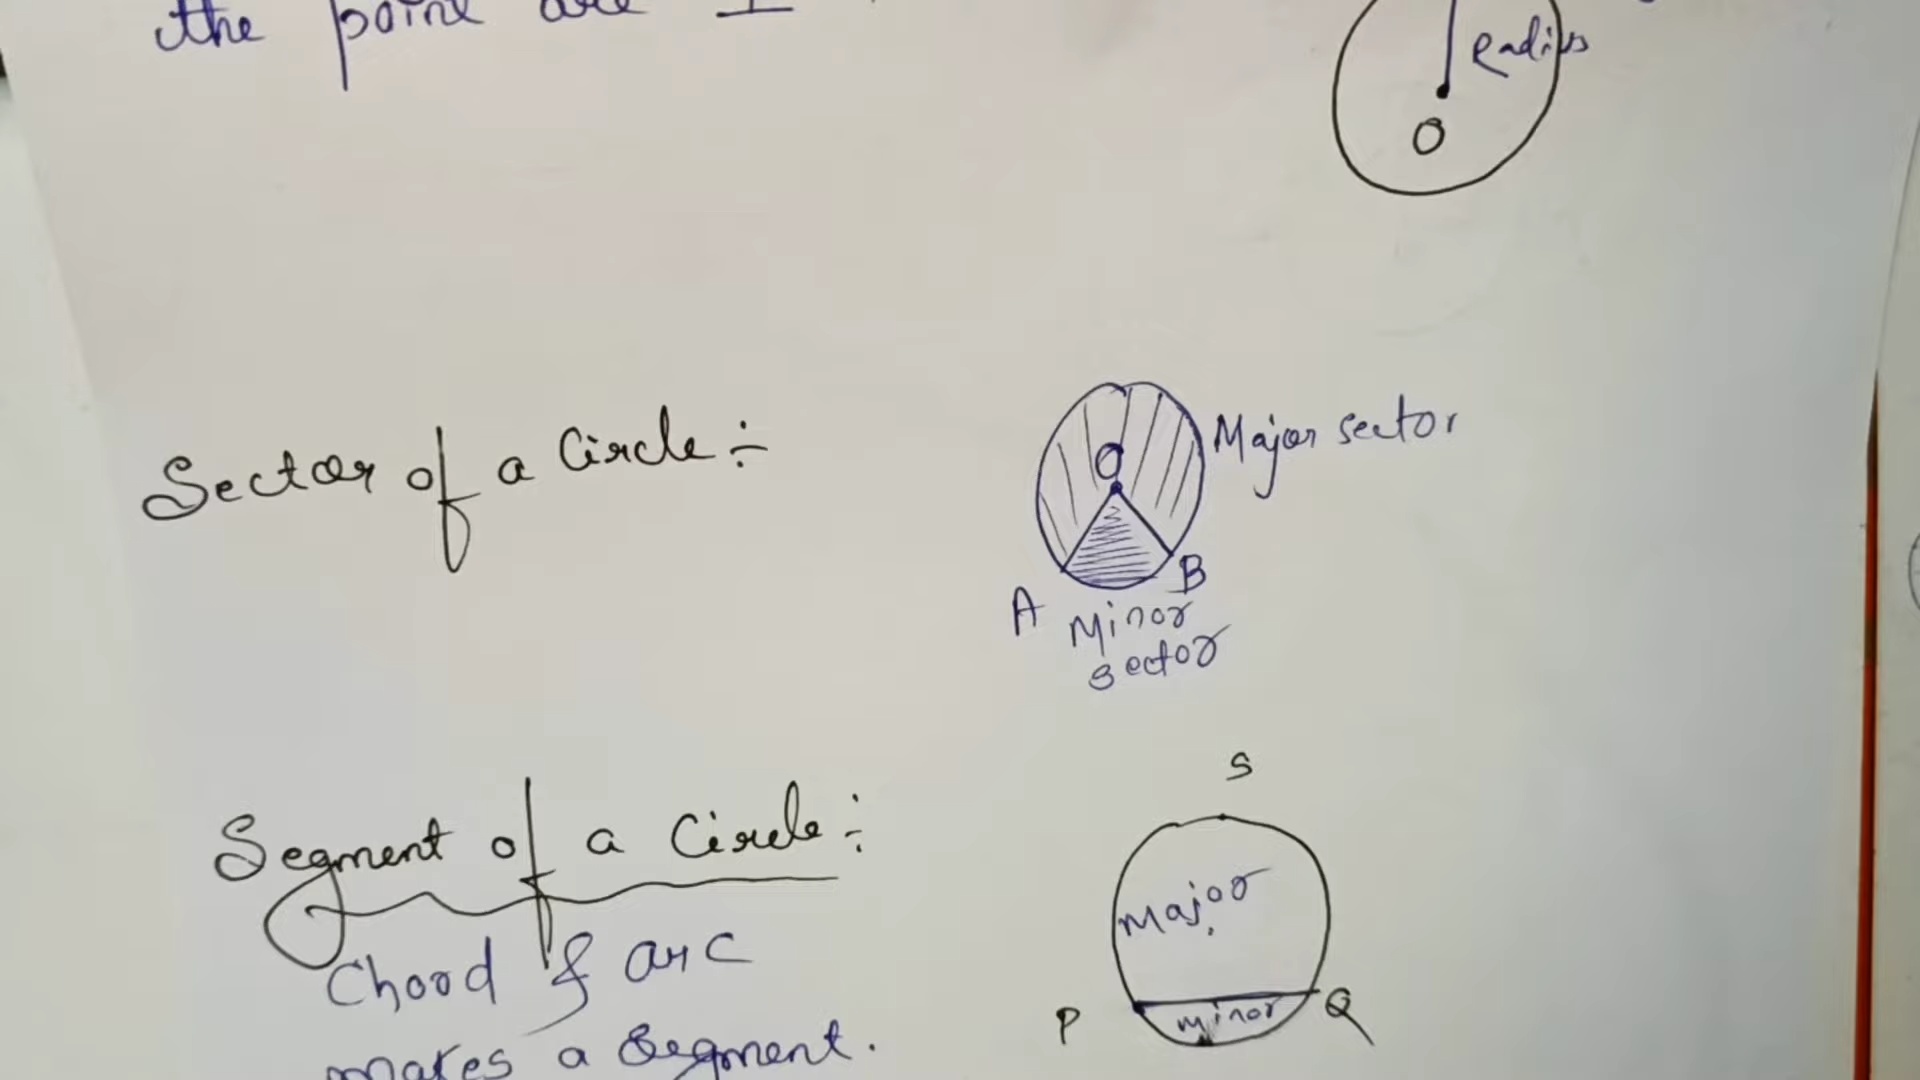 the point are
Radius
O
Sector of a Circle :-
O
Major sector
A
B
Minor
sector
Segment of a Circle :-
Chord & arc
makes a segment.
S
Major
P
minor
Q